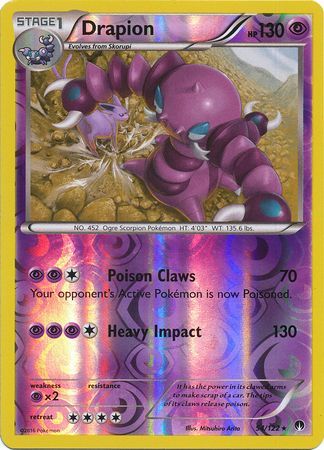 STAGE1
Drapion
HP130
Evolves from Skorupi
NO. 452 Ogre Scorpion Pokémon HT: 4'03" WT: 135.6 lbs.
Poison Claws 70
Your opponent's Active Pokémon is now Poisoned.
Heavy Impact 130
weakness resistance
×2
It has the power in its clawed arms
to make scrap of a car. The tips
of its claws release poison.
retreat
Illus. Mitsuhiro Arita
54/122 ★
©2016 Pokémon